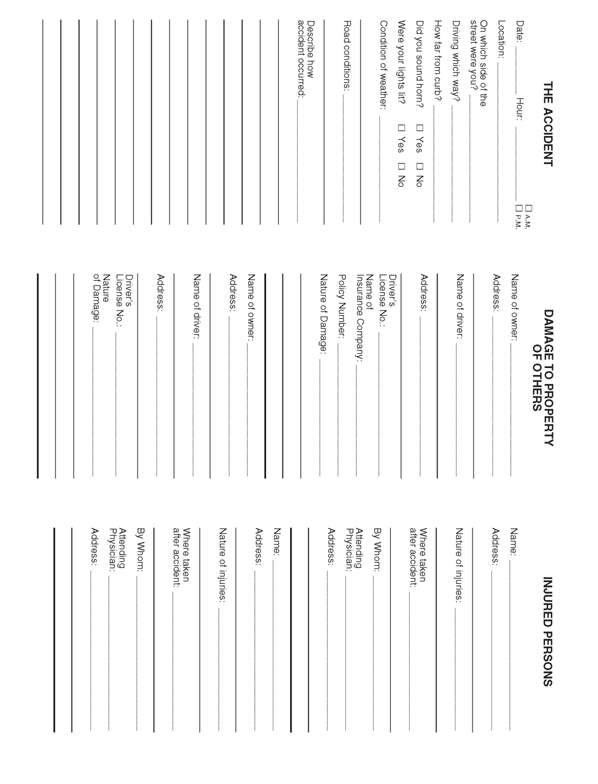 THE ACCIDENT
Date: Hour: ☐ A.M.
☐ P.M.
Location:
On which side of the
street were you?
Driving which way?
How far from curb?
Did you sound horn? ☐ Yes ☐ No
Were your lights lit? ☐ Yes ☐ No
Condition of weather:
Road conditions:
Describe how
accident occurred:
DAMAGE TO PROPERTY
OF OTHERS
Name of owner:
Address:
Name of driver:
Address:
Driver's
License No.:
Name of
Insurance Company:
Policy Number:
Nature of Damage:
Name of owner:
Address:
Name of driver:
Address:
Driver's
License No.:
Nature
of Damage:
INJURED PERSONS
Name:
Address:
Nature of injuries:
Where taken
after accident:
By Whom:
Attending
Physician:
Address:
Name:
Address:
Nature of injuries:
Where taken
after accident:
By Whom:
Attending
Physician:
Address: